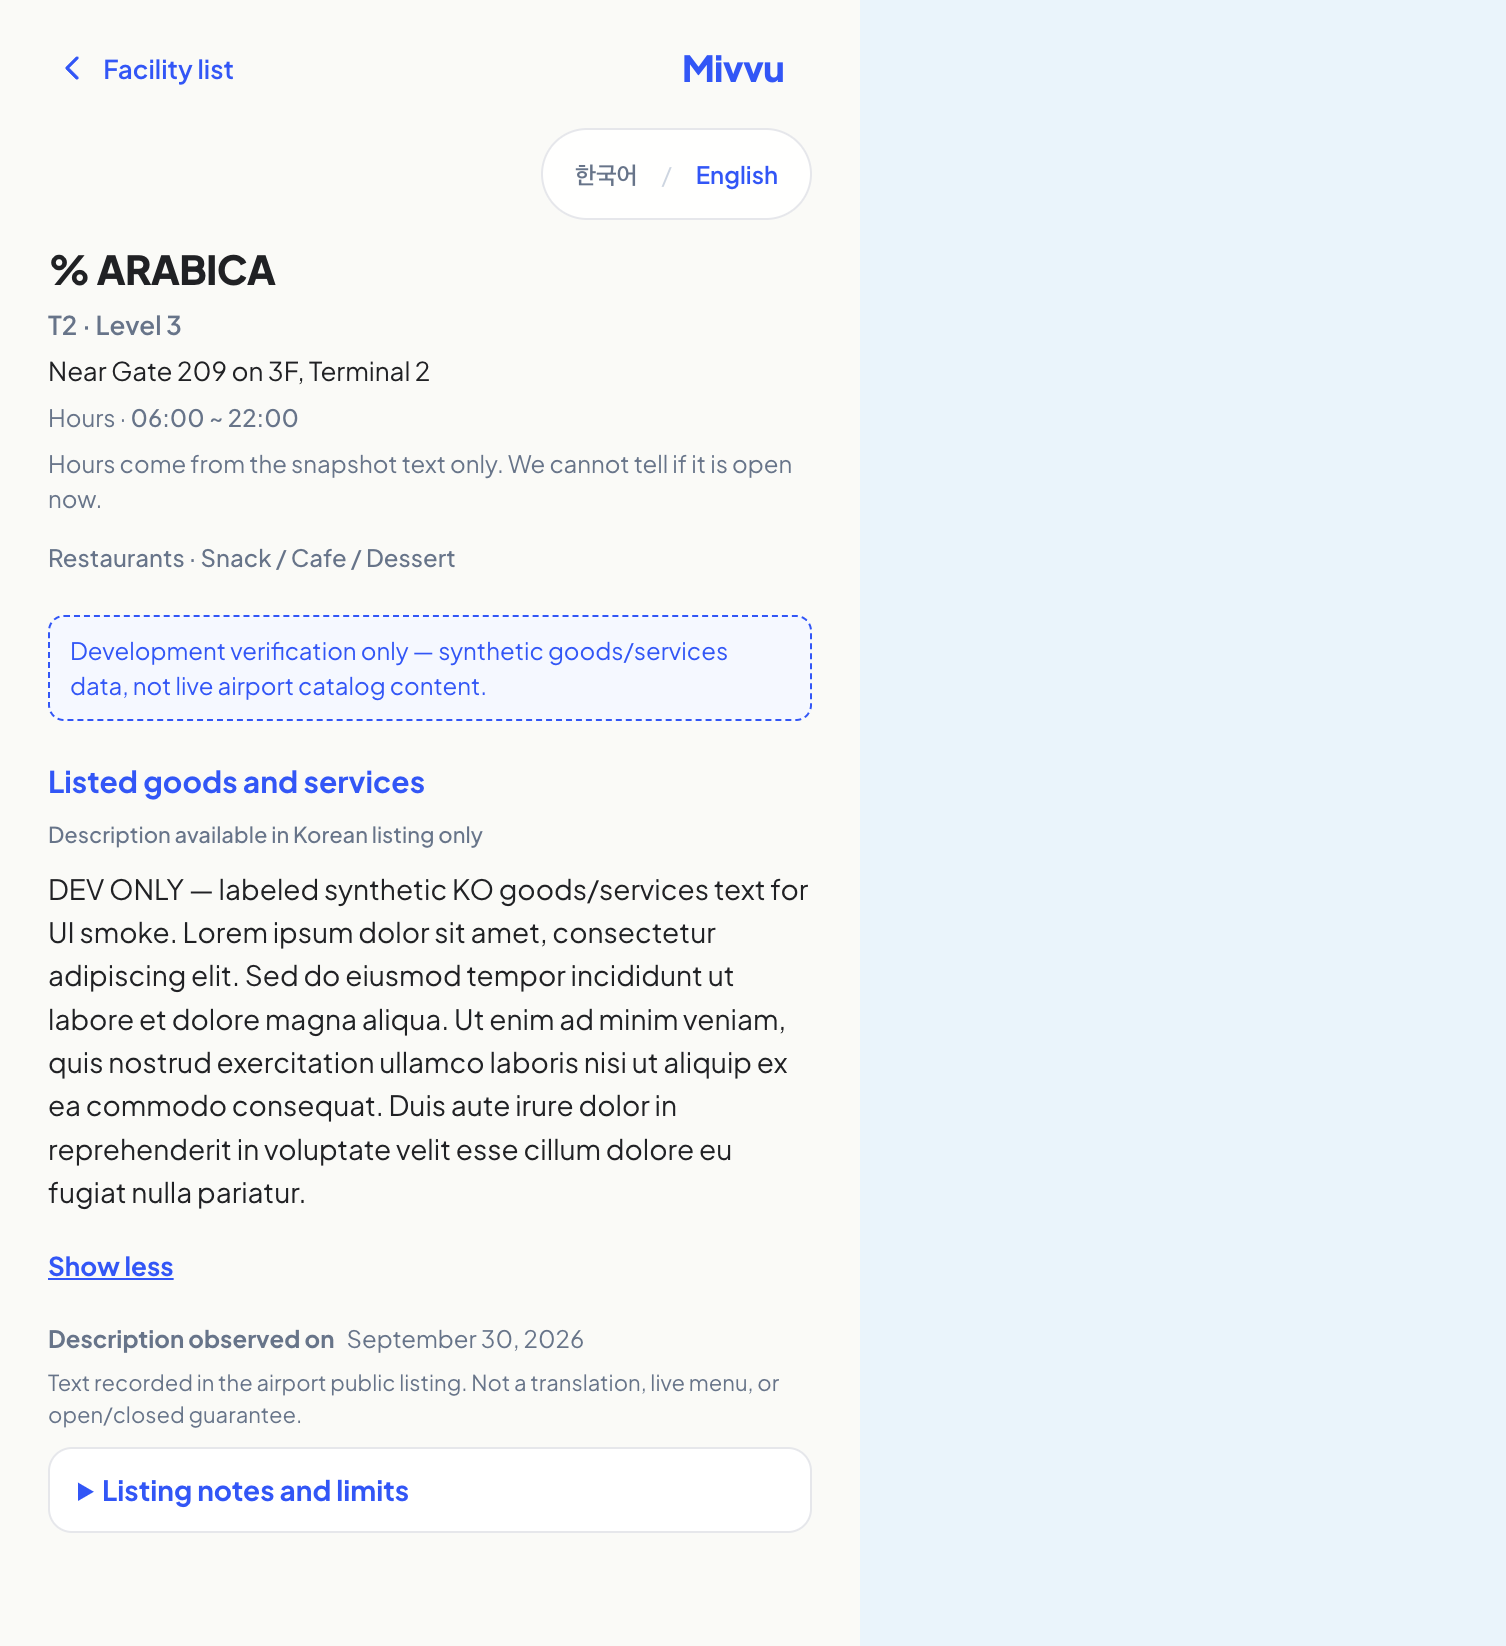 Facility list
Mivvu
한국어 / English
% ARABICA
T2 · Level 3
Near Gate 209 on 3F, Terminal 2
Hours · 06:00 ~ 22:00
Hours come from the snapshot text only. We cannot tell if it is open
now.
Restaurants · Snack / Cafe / Dessert
Development verification only — synthetic goods/services
data, not live airport catalog content.
Listed goods and services
Description available in Korean listing only
DEV ONLY — labeled synthetic KO goods/services text for
UI smoke. Lorem ipsum dolor sit amet, consectetur
adipiscing elit. Sed do eiusmod tempor incididunt ut
labore et dolore magna aliqua. Ut enim ad minim veniam,
quis nostrud exercitation ullamco laboris nisi ut aliquip ex
ea commodo consequat. Duis aute irure dolor in
reprehenderit in voluptate velit esse cillum dolore eu
fugiat nulla pariatur.
Show less
Description observed on September 30, 2026
Text recorded in the airport public listing. Not a translation, live menu, or
open/closed guarantee.
Listing notes and limits